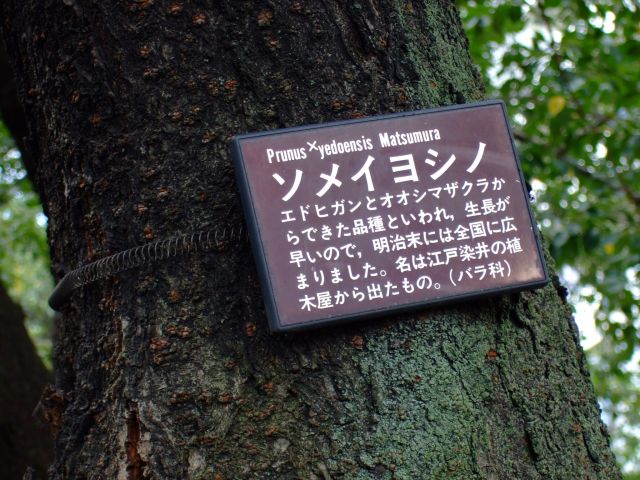 Prunus×yedoensis Matsumura
ソメイヨシノ
エドヒガンとオオシマザクラか
らできた品種といわれ，生長が
早いので，明治末には全国に広
まりました。名は江戸染井の植
木屋から出たもの。（バラ科）